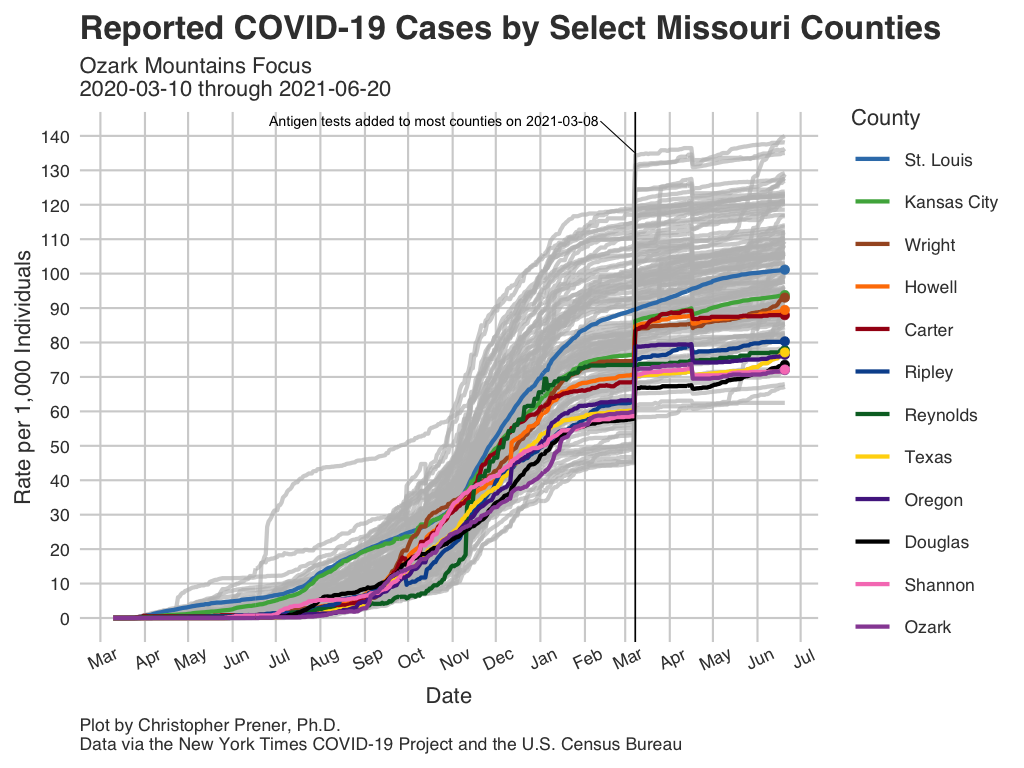 Reported COVID-19 Cases by Select Missouri Counties
Ozark Mountains Focus
2020-03-10 through 2021-06-20
Antigen tests added to most counties on 2021-03-08
Rate per 1,000 Individuals
140
130
120
110
100
90
80
70
60
50
40
30
20
10
0
Mar Apr May Jun Jul Aug Sep Oct Nov Dec Jan Feb Mar Apr May Jun Jul
Date
County
St. Louis
Kansas City
Wright
Howell
Carter
Ripley
Reynolds
Texas
Oregon
Douglas
Shannon
Ozark
Plot by Christopher Prener, Ph.D.
Data via the New York Times COVID-19 Project and the U.S. Census Bureau